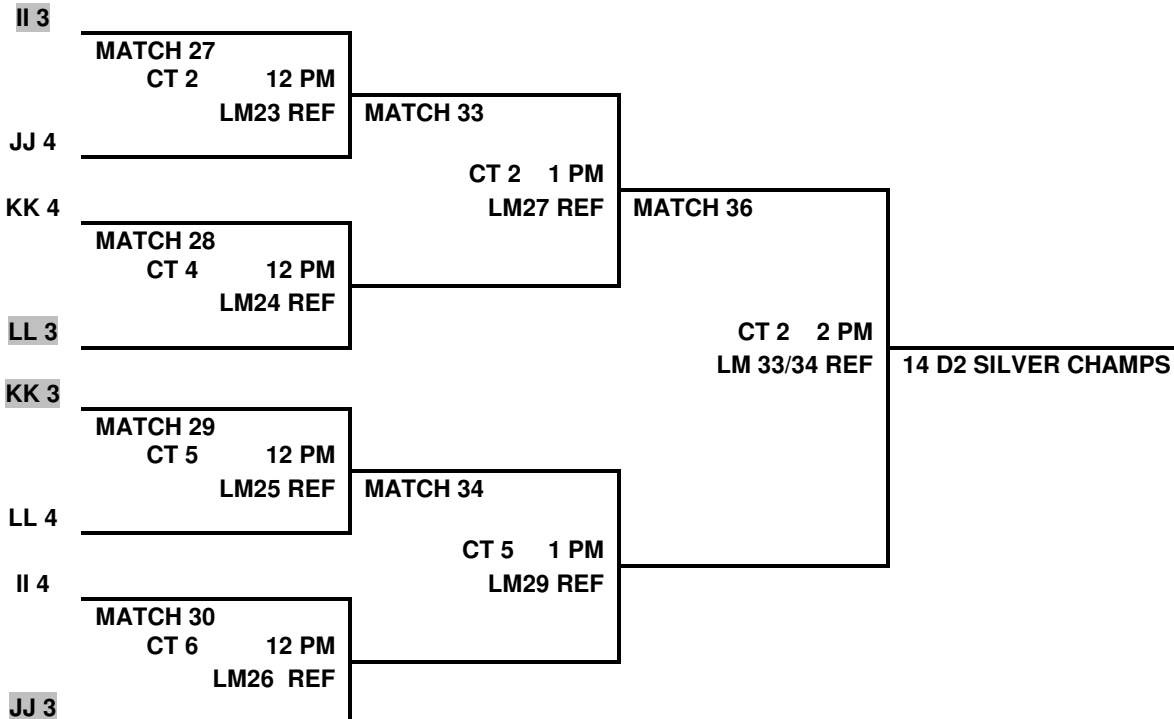 II 3
MATCH 27
CT 2 12 PM
LM23 REF
MATCH 33
JJ 4
CT 2 1 PM
KK 4
LM27 REF
MATCH 36
MATCH 28
CT 4 12 PM
LM24 REF
LL 3
CT 2 2 PM
LM 33/34 REF
14 D2 SILVER CHAMPS
KK 3
MATCH 29
CT 5 12 PM
LM25 REF
MATCH 34
LL 4
CT 5 1 PM
II 4
LM29 REF
MATCH 30
CT 6 12 PM
LM26 REF
JJ 3